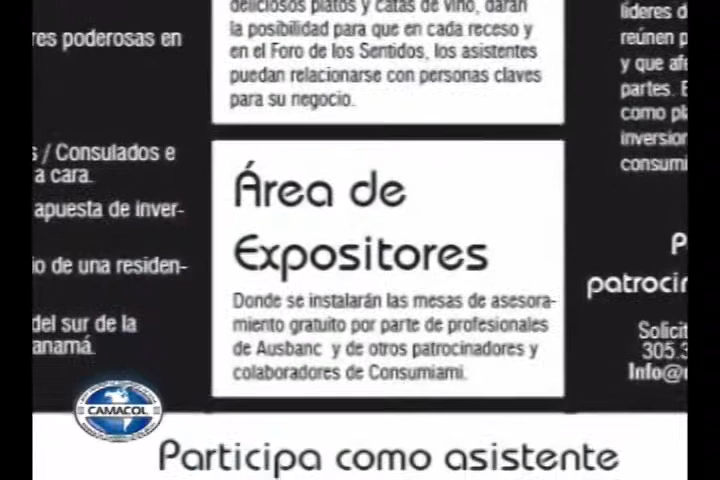 res poderosas en
/ Consulados e
a cara.
apuesta de inver-
io de una residen-
del sur de la
anamá.
deliciosos platos y catas de vino, darán
la posibilidad para que en cada receso y
en el Foro de los Sentidos, los asistentes
puedan relacionarse con personas claves
para su negocio.
Área de
Expositores
Donde se instalarán las mesas de asesora-
miento gratuito por parte de profesionales
de Ausbanc y de otros patrocinadores y
colaboradores de Consumiami.
líderes d
reúnen p
y que afe
partes. E
como pl
inversion
consumi
P
patrocin
Solicit
305.3
Info@
CAMACOL
Participa como asistente